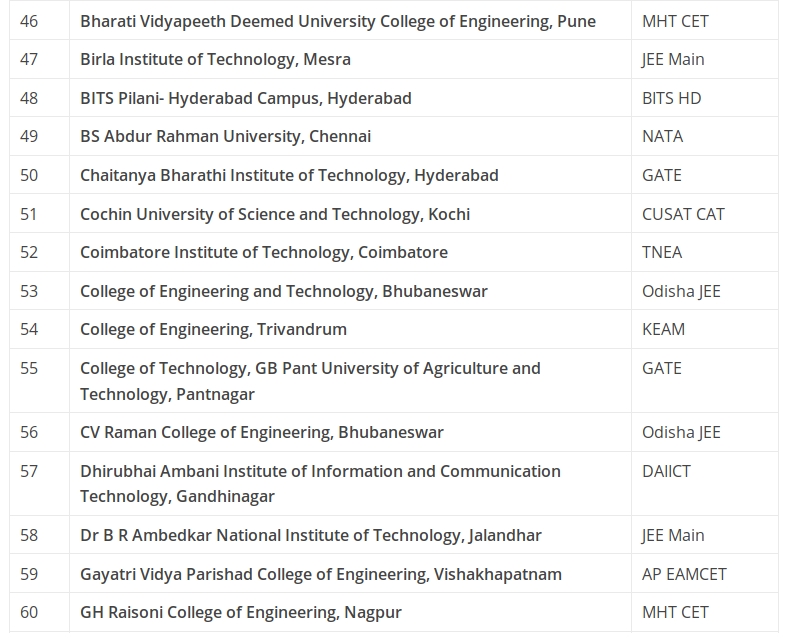 46 Bharati Vidyapeeth Deemed University College of Engineering, Pune MHT CET
47 Birla Institute of Technology, Mesra JEE Main
48 BITS Pilani- Hyderabad Campus, Hyderabad BITS HD
49 BS Abdur Rahman University, Chennai NATA
50 Chaitanya Bharathi Institute of Technology, Hyderabad GATE
51 Cochin University of Science and Technology, Kochi CUSAT CAT
52 Coimbatore Institute of Technology, Coimbatore TNEA
53 College of Engineering and Technology, Bhubaneswar Odisha JEE
54 College of Engineering, Trivandrum KEAM
55 College of Technology, GB Pant University of Agriculture and GATE
Technology, Pantnagar
56 CV Raman College of Engineering, Bhubaneswar Odisha JEE
57 Dhirubhai Ambani Institute of Information and Communication DAIICT
Technology, Gandhinagar
58 Dr B R Ambedkar National Institute of Technology, Jalandhar JEE Main
59 Gayatri Vidya Parishad College of Engineering, Vishakhapatnam AP EAMCET
60 GH Raisoni College of Engineering, Nagpur MHT CET